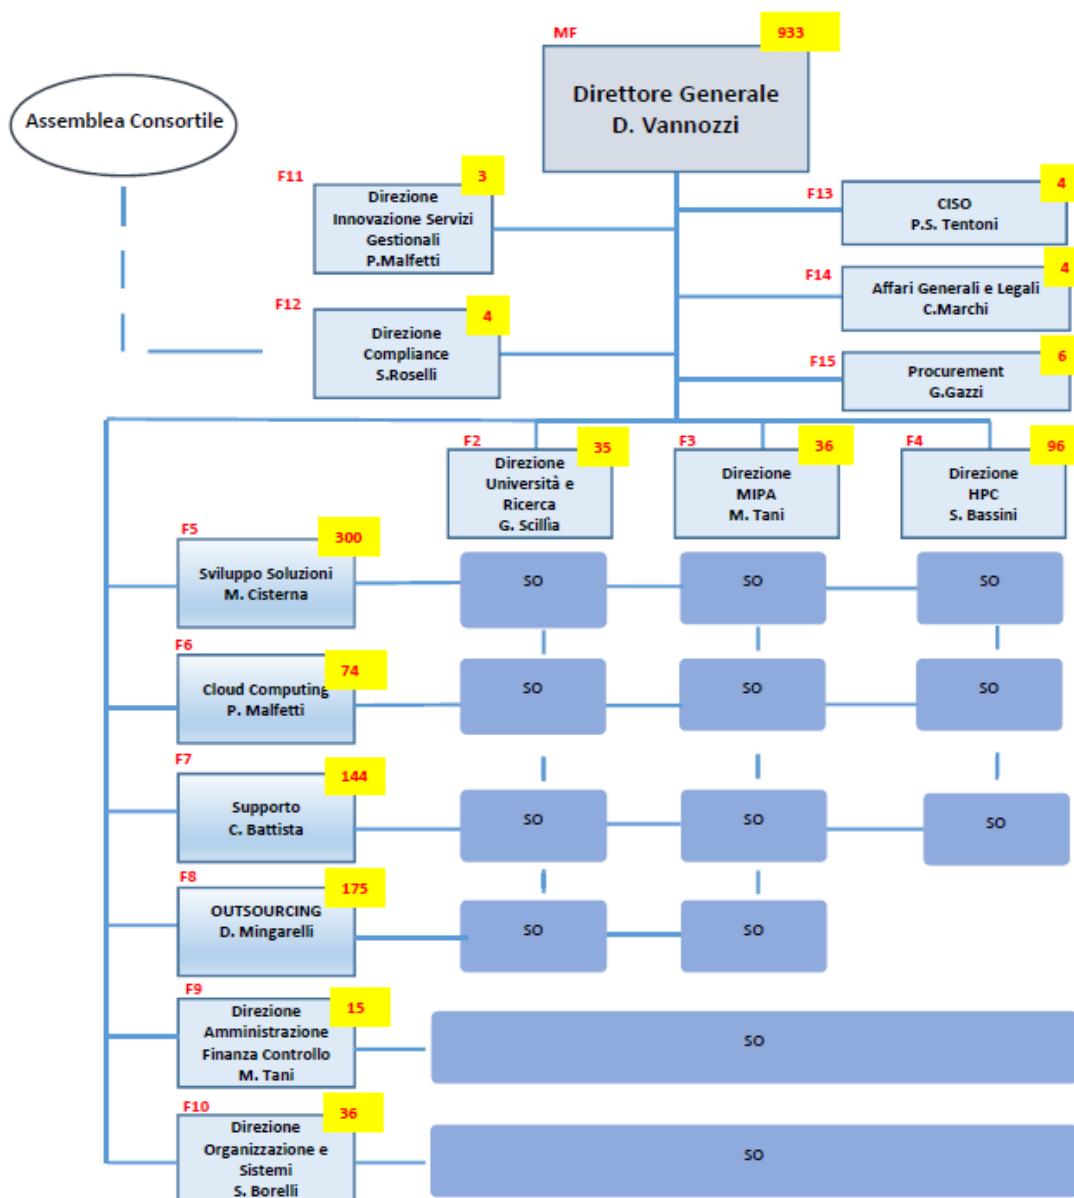 MF
933
Direttore Generale
D. Vannozzi
Assemblea Consortile
F11
3
Direzione
Innovazione Servizi
Gestionali
P.Malfetti
F13
4
CISO
P.S. Tentoni
F12
4
Direzione
Compliance
S.Roselli
F14
4
Affari Generali e Legali
C.Marchi
F15
6
Procurement
G.Gazzi
F2
35
Direzione
Università e
Ricerca
G. Scillìa
F3
36
Direzione
MIPA
M. Tani
F4
96
Direzione
HPC
S. Bassini
F5
300
Sviluppo Soluzioni
M. Cisterna
SO
SO
SO
F6
74
Cloud Computing
P. Malfetti
SO
SO
SO
F7
144
Supporto
C. Battista
SO
SO
SO
F8
175
OUTSOURCING
D. Mingarelli
SO
SO
F9
15
Direzione
Amministrazione
Finanza Controllo
M. Tani
SO
F10
36
Direzione
Organizzazione e
Sistemi
S. Borelli
SO